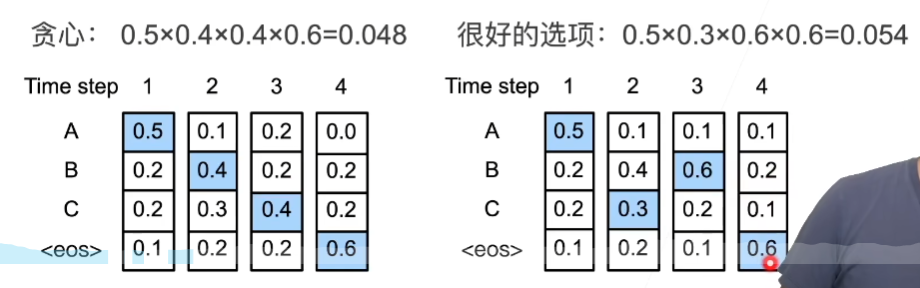 贪心： 0.5×0.4×0.4×0.6=0.048
Time step 1 2 3 4
A 0.5 0.1 0.2 0.0
B 0.2 0.4 0.2 0.2
C 0.2 0.3 0.4 0.2
<eos> 0.1 0.2 0.2 0.6
很好的选项：0.5×0.3×0.6×0.6=0.054
Time step 1 2 3 4
A 0.5 0.1 0.1 0.1
B 0.2 0.4 0.6 0.2
C 0.2 0.3 0.2 0.1
<eos> 0.1 0.2 0.1 0.6